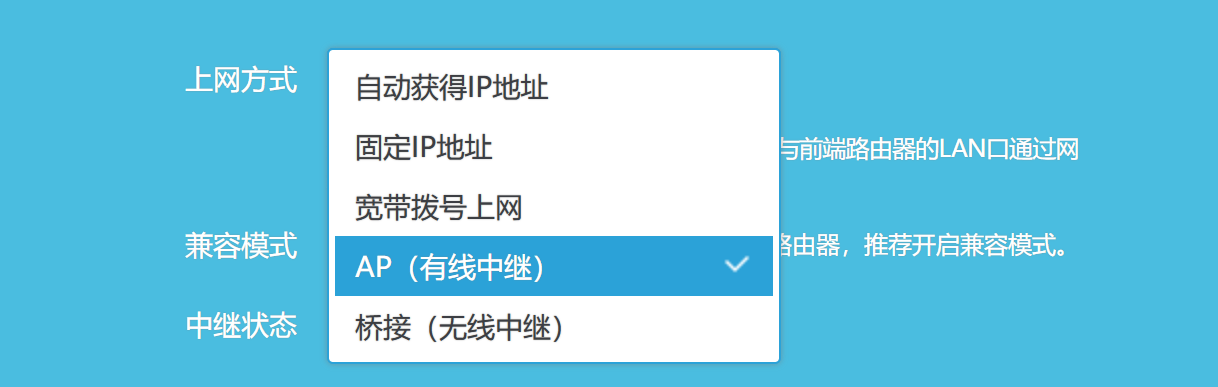 上网方式
自动获得IP地址
固定IP地址
与前端路由器的LAN口通过网
宽带拨号上网
兼容模式
路由器，推荐开启兼容模式。
AP（有线中继）
中继状态
桥接（无线中继）